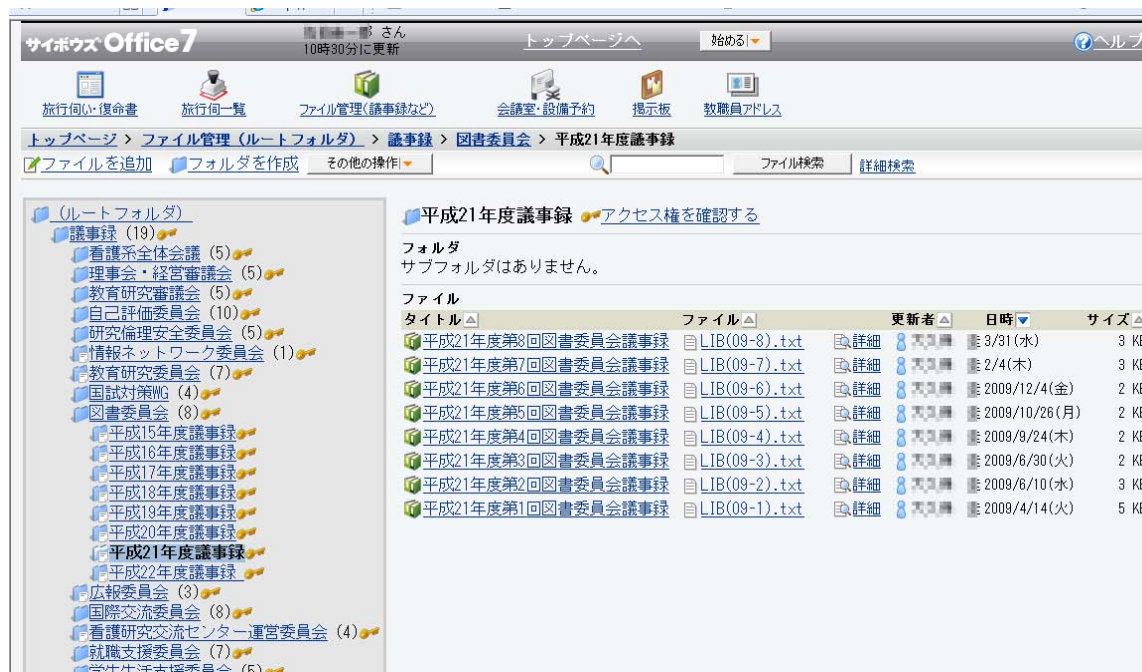 サイボウズ Office7
さん
10時30分に更新
トップページへ
始める
ヘルプ
旅行伺い・復命書
旅行伺一覧
ファイル管理(議事録など)
会議室・設備予約
掲示板
教職員アドレス
トップページ > ファイル管理(ルートフォルダ) > 議事録 > 図書委員会 > 平成21年度議事録
ファイルを追加 フォルダを作成 その他の操作 ファイル検索 詳細検索
(ルートフォルダ)
議事録 (19)
看護系全体会議 (5)
理事会・経営審議会 (5)
教育研究審議会 (5)
自己評価委員会 (10)
研究倫理安全委員会 (5)
情報ネットワーク委員会 (1)
教育研究委員会 (7)
国試対策WG (4)
図書委員会 (8)
平成15年度議事録
平成16年度議事録
平成17年度議事録
平成18年度議事録
平成19年度議事録
平成20年度議事録
平成21年度議事録
平成22年度議事録
広報委員会 (3)
国際交流委員会 (8)
看護研究交流センター運営委員会 (4)
就職支援委員会 (7)
学生生活支援委員会 (5)
平成21年度議事録 アクセス権を確認する
フォルダ
サブフォルダはありません。
ファイル
タイトル ファイル 更新者 日時 サイズ
平成21年度第8回図書委員会議事録 LIB(09-8).txt 詳細 3/31(水) 3 KB
平成21年度第7回図書委員会議事録 LIB(09-7).txt 詳細 2/4(木) 3 KB
平成21年度第6回図書委員会議事録 LIB(09-6).txt 詳細 2009/12/4(金) 2 KB
平成21年度第5回図書委員会議事録 LIB(09-5).txt 詳細 2009/10/26(月) 2 KB
平成21年度第4回図書委員会議事録 LIB(09-4).txt 詳細 2009/9/24(木) 2 KB
平成21年度第3回図書委員会議事録 LIB(09-3).txt 詳細 2009/6/30(火) 2 KB
平成21年度第2回図書委員会議事録 LIB(09-2).txt 詳細 2009/6/10(水) 3 KB
平成21年度第1回図書委員会議事録 LIB(09-1).txt 詳細 2009/4/14(火) 5 KB